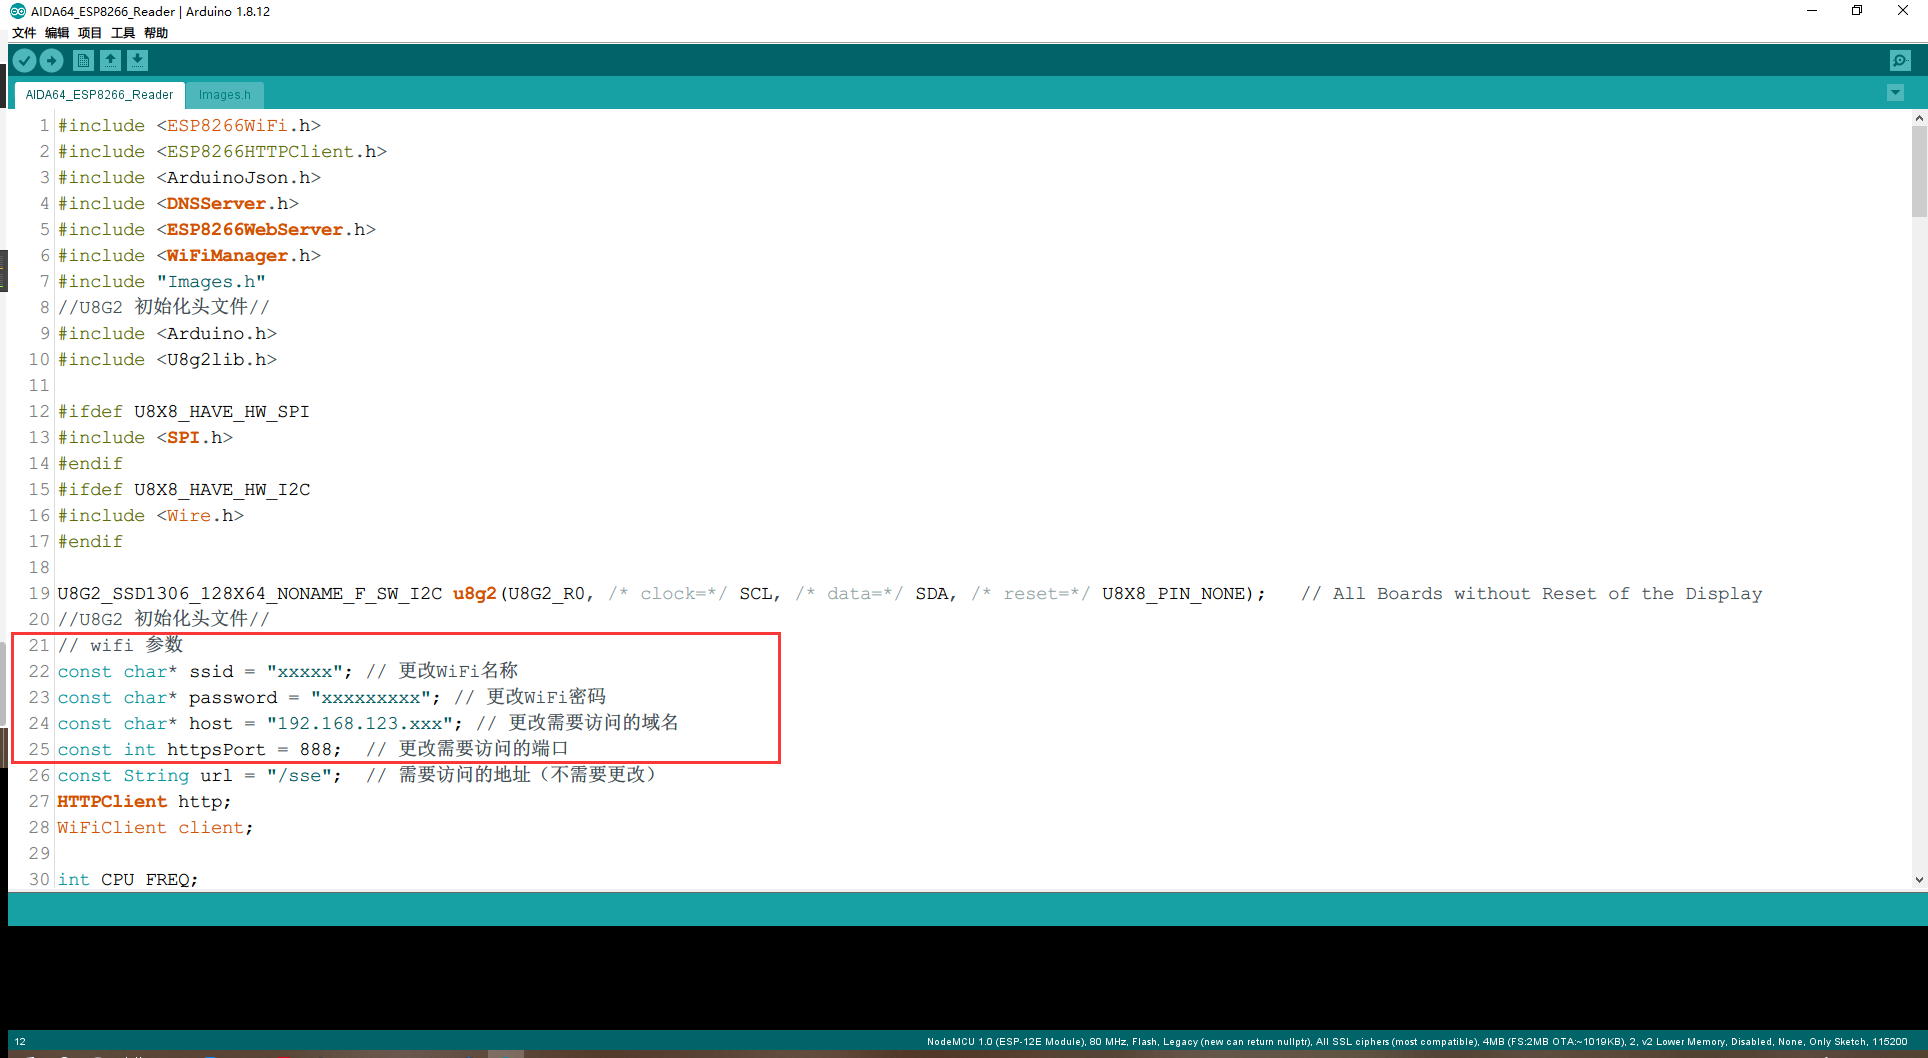 AIDA64_ESP8266_Reader | Arduino 1.8.12
文件 编辑 项目 工具 帮助
AIDA64_ESP8266_Reader Images.h
1 #include <ESP8266WiFi.h>
2 #include <ESP8266HTTPClient.h>
3 #include <ArduinoJson.h>
4 #include <DNSServer.h>
5 #include <ESP8266WebServer.h>
6 #include <WiFiManager.h>
7 #include "Images.h"
8 //U8G2 初始化头文件//
9 #include <Arduino.h>
10 #include <U8g2lib.h>
11
12 #ifdef U8X8_HAVE_HW_SPI
13 #include <SPI.h>
14 #endif
15 #ifdef U8X8_HAVE_HW_I2C
16 #include <Wire.h>
17 #endif
18
19 U8G2_SSD1306_128X64_NONAME_F_SW_I2C u8g2(U8G2_R0, /* clock=*/ SCL, /* data=*/ SDA, /* reset=*/ U8X8_PIN_NONE);   // All Boards without Reset of the Display
20 //U8G2 初始化头文件//
21 // wifi 参数
22 const char* ssid = "xxxxx"; // 更改WiFi名称
23 const char* password = "xxxxxxxxx"; // 更改WiFi密码
24 const char* host = "192.168.123.xxx"; // 更改需要访问的域名
25 const int httpsPort = 888;  // 更改需要访问的端口
26 const String url = "/sse";  // 需要访问的地址（不需要更改）
27 HTTPClient http;
28 WiFiClient client;
29
30 int CPU_FREQ;
12 NodeMCU 1.0 (ESP-12E Module), 80 MHz, Flash, Legacy (new can return nullptr), All SSL ciphers (most compatible), 4MB (FS:2MB OTA:~1019KB), 2, v2 Lower Memory, Disabled, None, Only Sketch, 115200